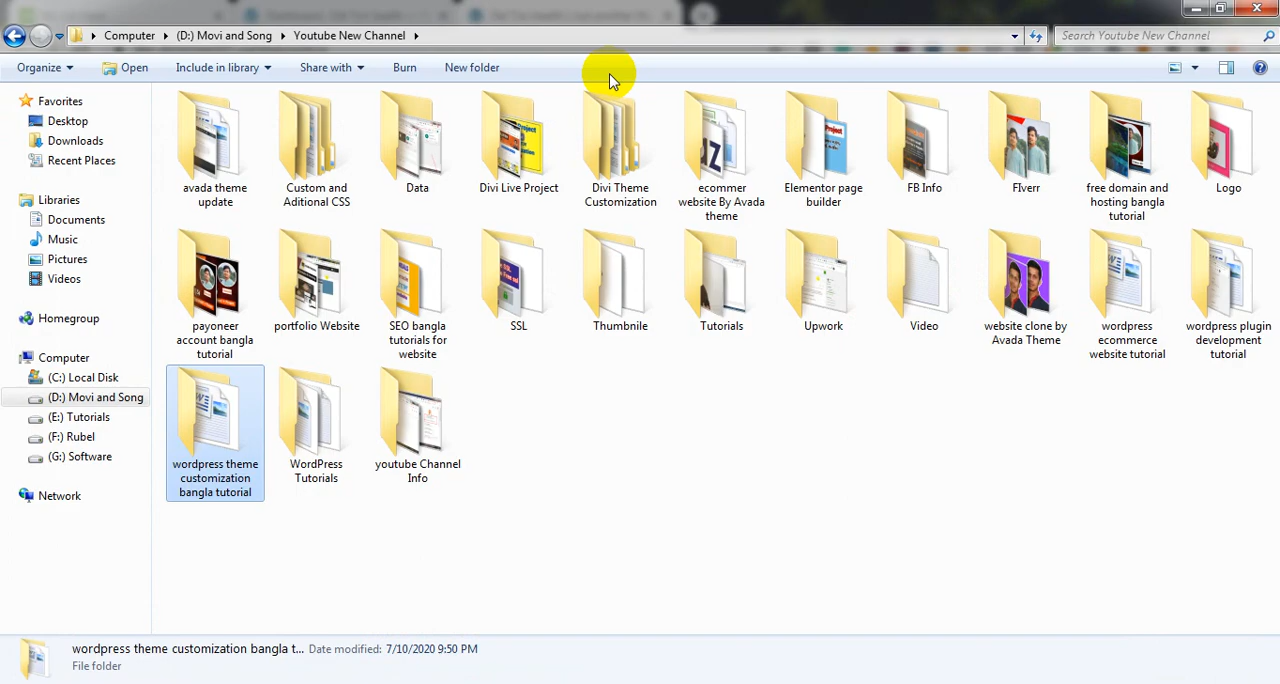 Computer
(D:) Movi and Song
Youtube New Channel
Search Youtube New Channel
Organize
Open
Include in library
Share with
Burn
New folder
Favorites
Desktop
Downloads
Recent Places
Libraries
Documents
Music
Pictures
Videos
Homegroup
Computer
(C:) Local Disk
(D:) Movi and Song
(E:) Tutorials
(F:) Rubel
(G:) Software
Network
avada theme
update
Custom and
Aditional CSS
Data
Divi Live Project
Divi Theme
Customization
ecommer
website By Avada
theme
Elementor page
builder
FB Info
FIverr
free domain and
hosting bangla
tutorial
Logo
payoneer
account bangla
tutorial
portfolio Website
SEO bangla
tutorials for
website
SSL
Thumbnile
Tutorials
Upwork
Video
website clone by
Avada Theme
wordpress
ecommerce
website tutorial
wordpress plugin
development
tutorial
wordpress theme
customization
bangla tutorial
WordPress
Tutorials
youtube Channel
Info
wordpress theme customization bangla t...
Date modified: 7/10/2020 9:50 PM
File folder